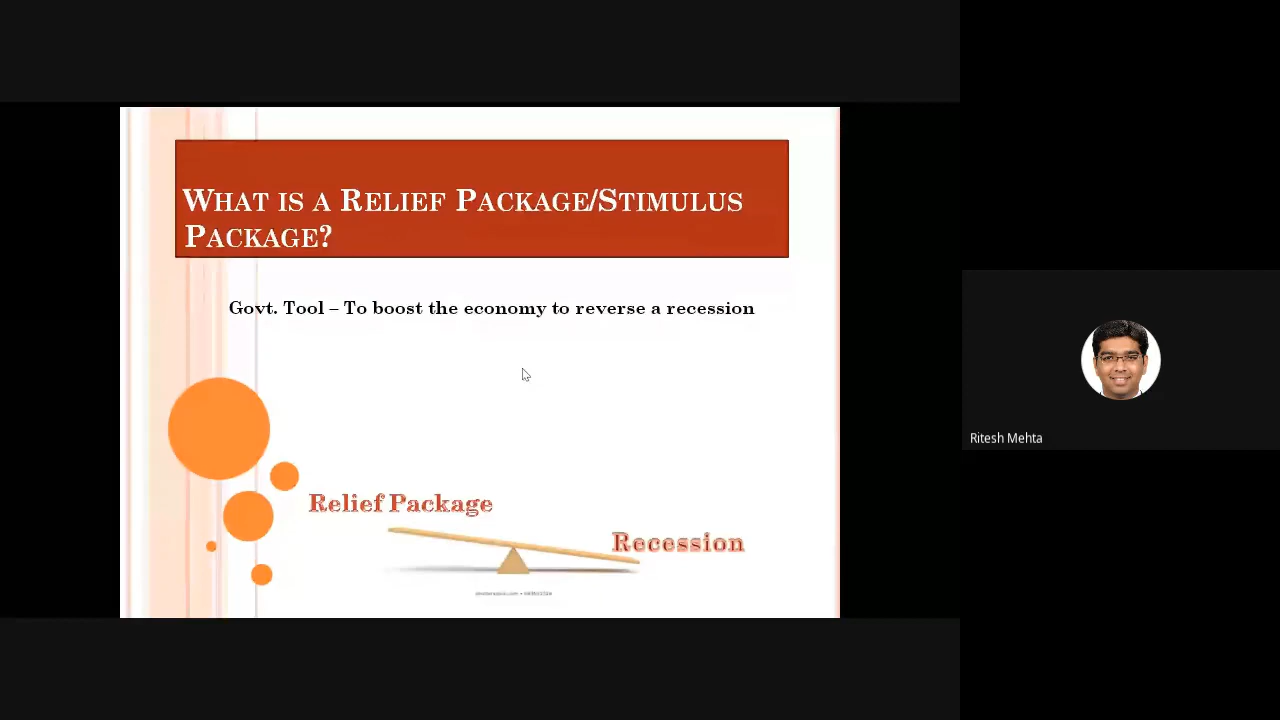 What is a Relief Package/Stimulus
Package?
Govt. Tool – To boost the economy to reverse a recession
Relief Package
Recession
Ritesh Mehta